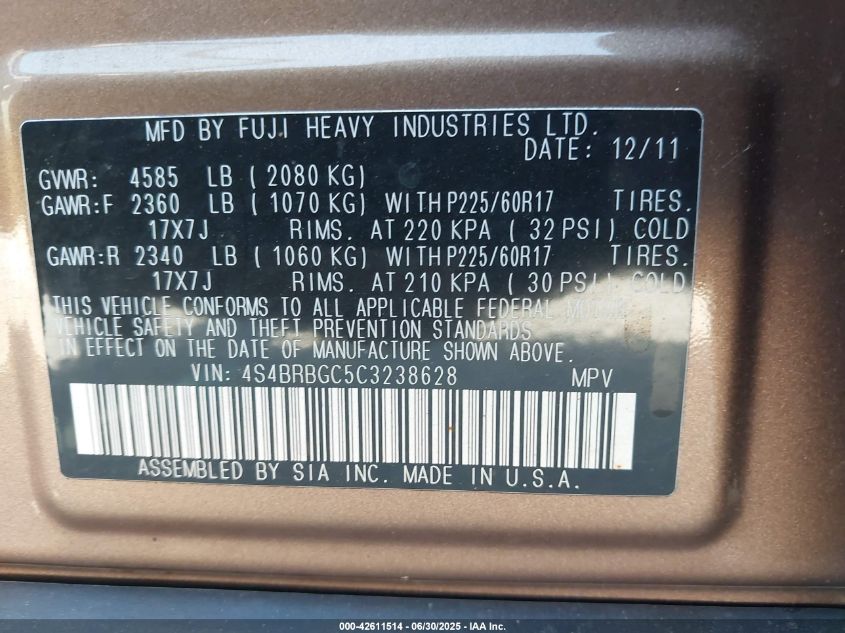 MFD BY FUJI HEAVY INDUSTRIES LTD.
DATE: 12/11
GVWR: 4585 LB ( 2080 KG)
GAWR:F 2360 LB ( 1070 KG) WITH P225/60R17 TIRES.
17X7J RIMS. AT 220 KPA ( 32 PSI) COLD
GAWR:R 2340 LB ( 1060 KG) WITH P225/60R17 TIRES.
17X7J RIMS. AT 210 KPA ( 30 PSI) COLD
THIS VEHICLE CONFORMS TO ALL APPLICABLE FEDERAL MOTOR
VEHICLE SAFETY AND THEFT PREVENTION STANDARDS
IN EFFECT ON THE DATE OF MANUFACTURE SHOWN ABOVE.
VIN: 4S4BRBGC5C3238628 MPV
ASSEMBLED BY SIA INC. MADE IN U.S.A.
000-42611514 - 06/30/2025 - IAA Inc.